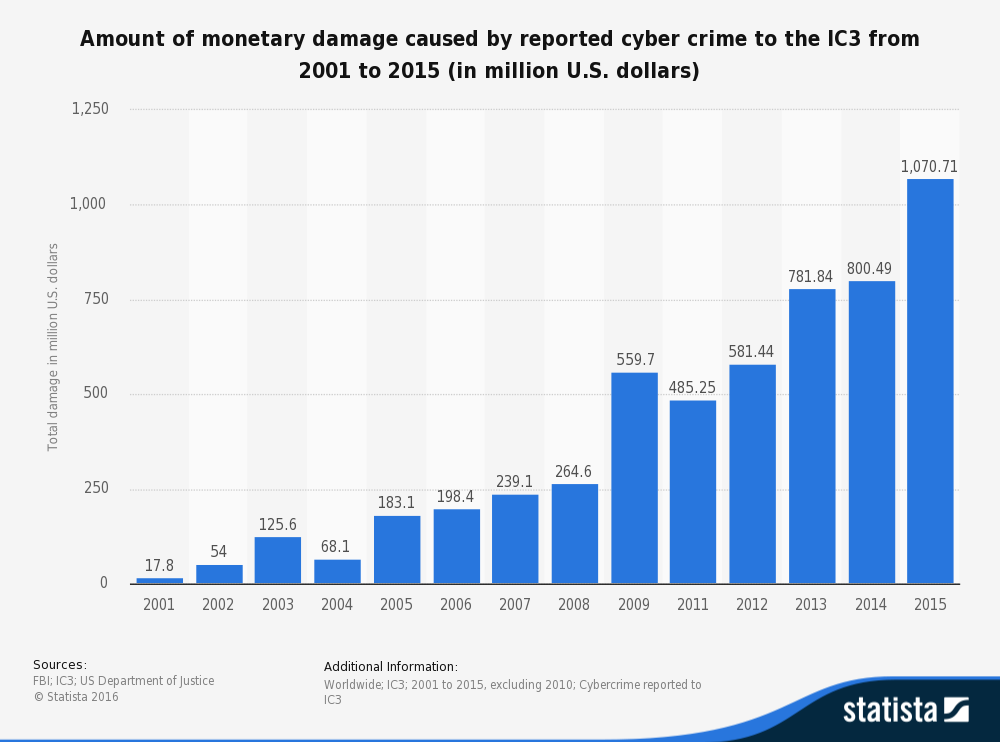 Amount of monetary damage caused by reported cyber crime to the IC3 from
2001 to 2015 (in million U.S. dollars)
Total damage in million U.S. dollars
1,250
1,000
750
500
250
0
17.8
54
125.6
68.1
183.1
198.4
239.1
264.6
559.7
485.25
581.44
781.84
800.49
1,070.71
2001 2002 2003 2004 2005 2006 2007 2008 2009 2011 2012 2013 2014 2015
Sources:
FBI; IC3; US Department of Justice
© Statista 2016
Additional Information:
Worldwide; IC3; 2001 to 2015, excluding 2010; Cybercrime reported to
IC3
statista